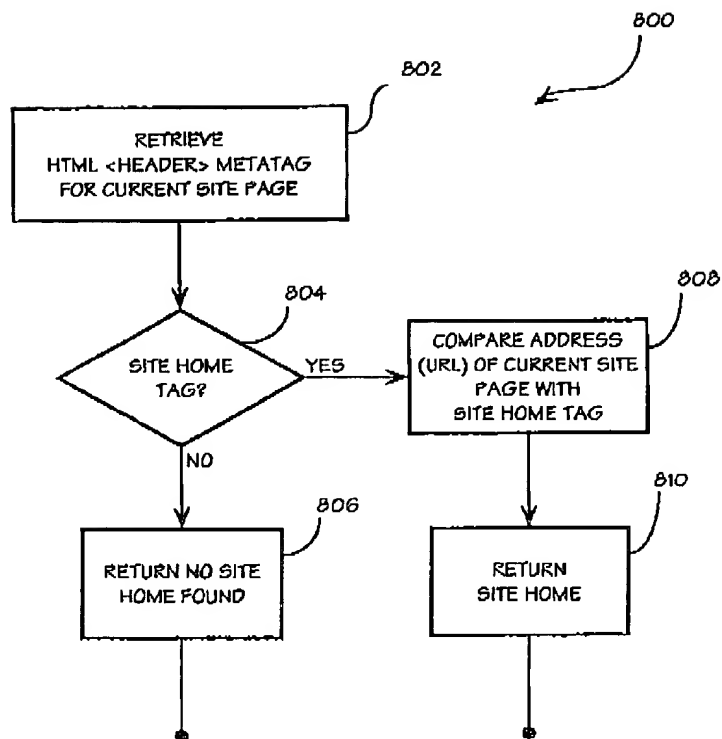 800
802
RETRIEVE
HTML <HEADER> METATAG
FOR CURRENT SITE PAGE
804
SITE HOME
TAG?
YES
NO
808
COMPARE ADDRESS
(URL) OF CURRENT SITE
PAGE WITH
SITE HOME TAG
806
RETURN NO SITE
HOME FOUND
810
RETURN
SITE HOME